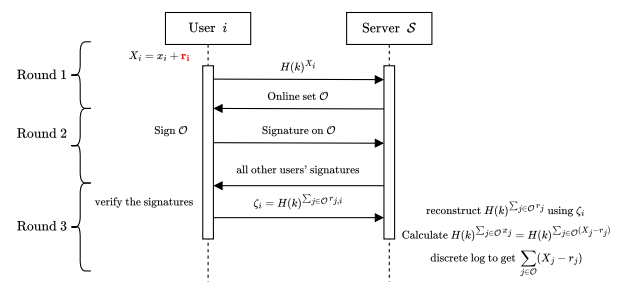 User i
Server 𝒮
X_i = x_i + r_i
H(k)^{X_i}
Round 1
Online set 𝒪
Sign 𝒪
Signature on 𝒪
Round 2
all other users' signatures
verify the signatures
ζ_i = H(k)^{∑_{j∈𝒪} r_{j,i}}
Round 3
reconstruct H(k)^{∑_{j∈𝒪} r_j} using ζ_i
Calculate H(k)^{∑_{j∈𝒪} x_j} = H(k)^{∑_{j∈𝒪}(X_j−r_j)}
discrete log to get ∑_{j∈𝒪}(X_j − r_j)